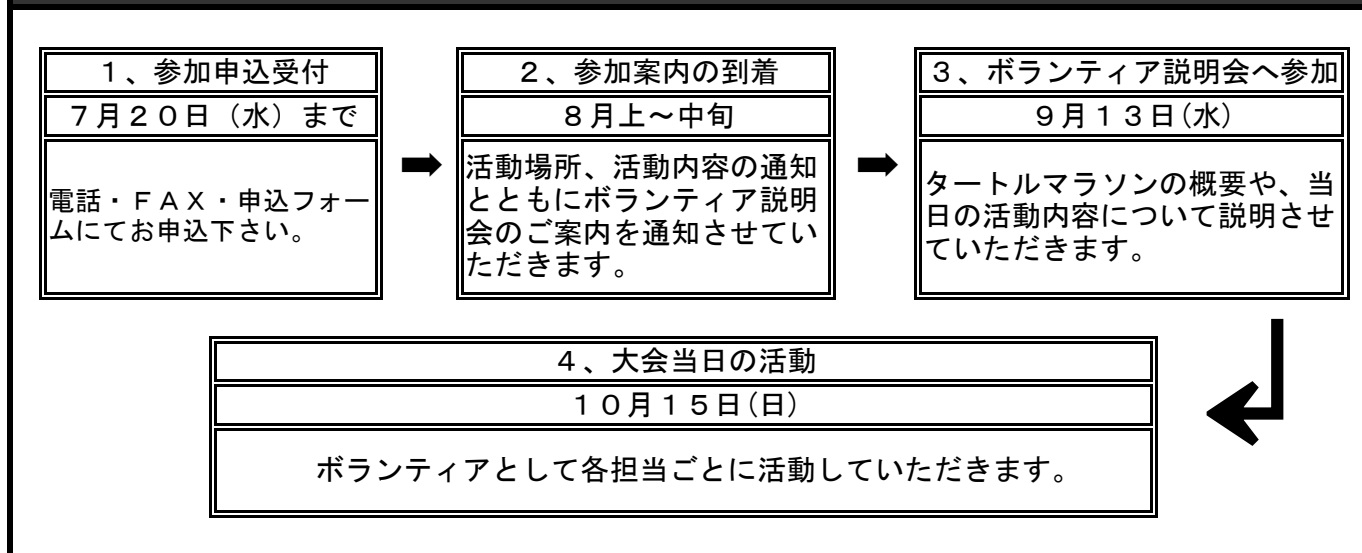 1、参加申込受付
7月20日（水）まで
電話・ＦＡＸ・申込フォー
ムにてお申込下さい。
2、参加案内の到着
8月上～中旬
活動場所、活動内容の通知
とともにボランティア説明
会のご案内を通知させてい
ただきます。
3、ボランティア説明会へ参加
9月13日(水)
タートルマラソンの概要や、当
日の活動内容について説明させ
ていただきます。
4、大会当日の活動
10月15日(日)
ボランティアとして各担当ごとに活動していただきます。